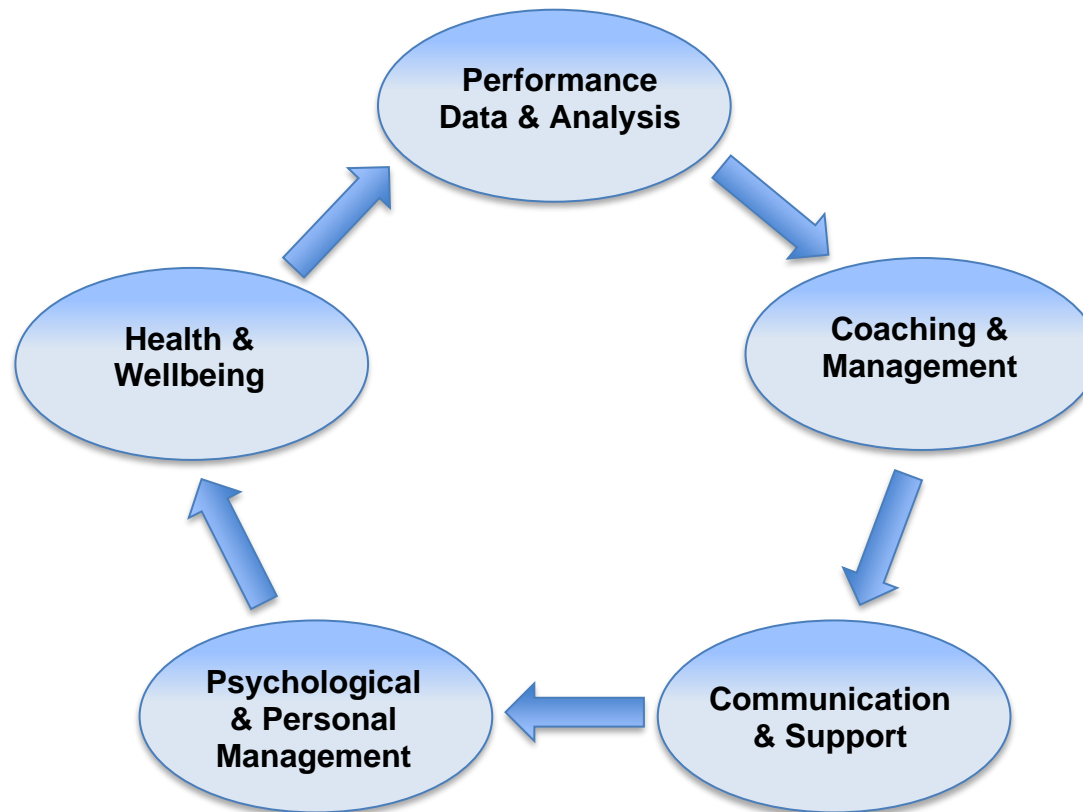 Performance
Data & Analysis
Coaching &
Management
Communication
& Support
Psychological
& Personal
Management
Health &
Wellbeing